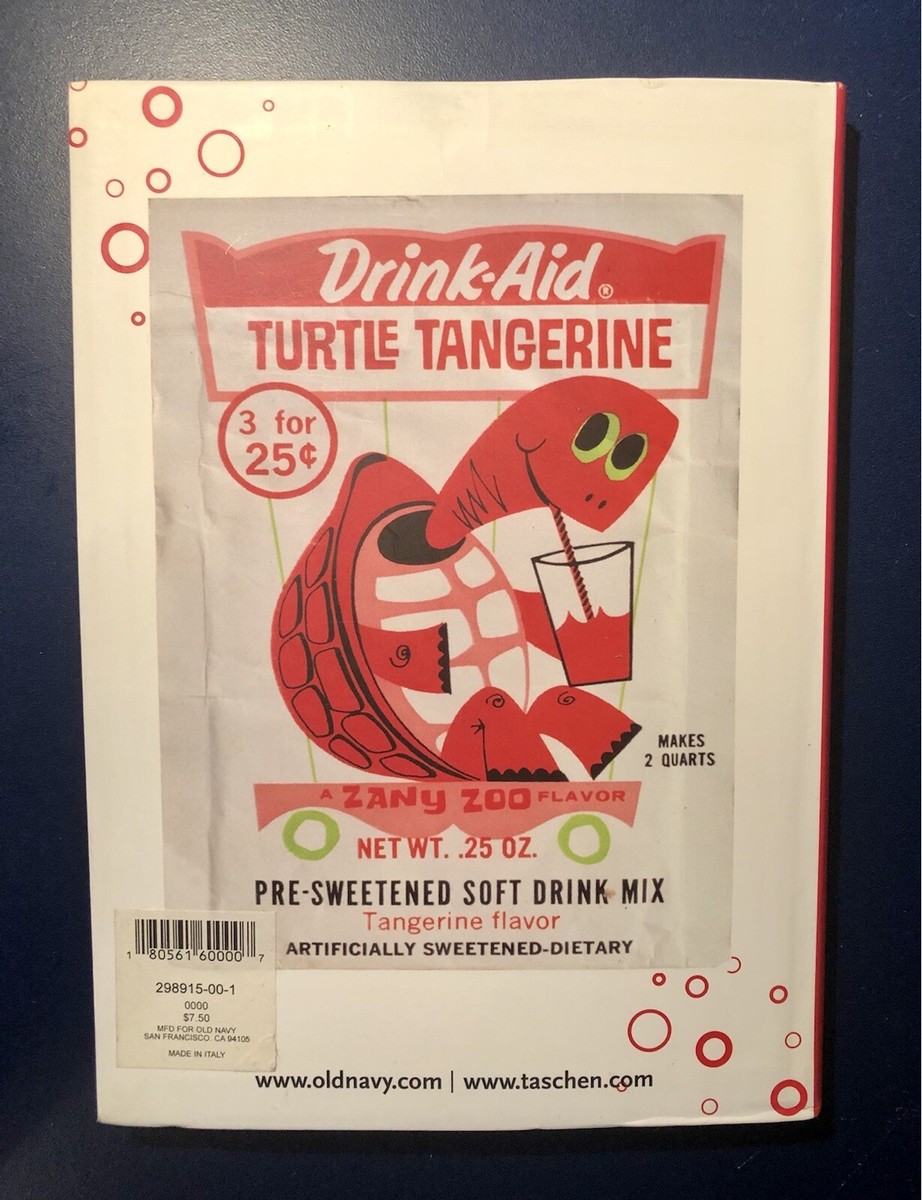 Drink-Aid®
TURTLE TANGERINE
3 for
25¢
MAKES
2 QUARTS
A ZANY ZOO FLAVOR
NET WT. .25 OZ.
PRE-SWEETENED SOFT DRINK MIX
Tangerine flavor
ARTIFICIALLY SWEETENED-DIETARY
1 80561 60000 7
298915-00-1
0000
$7.50
MFD FOR OLD NAVY
SAN FRANCISCO. CA 94105
MADE IN ITALY
www.oldnavy.com | www.taschen.com